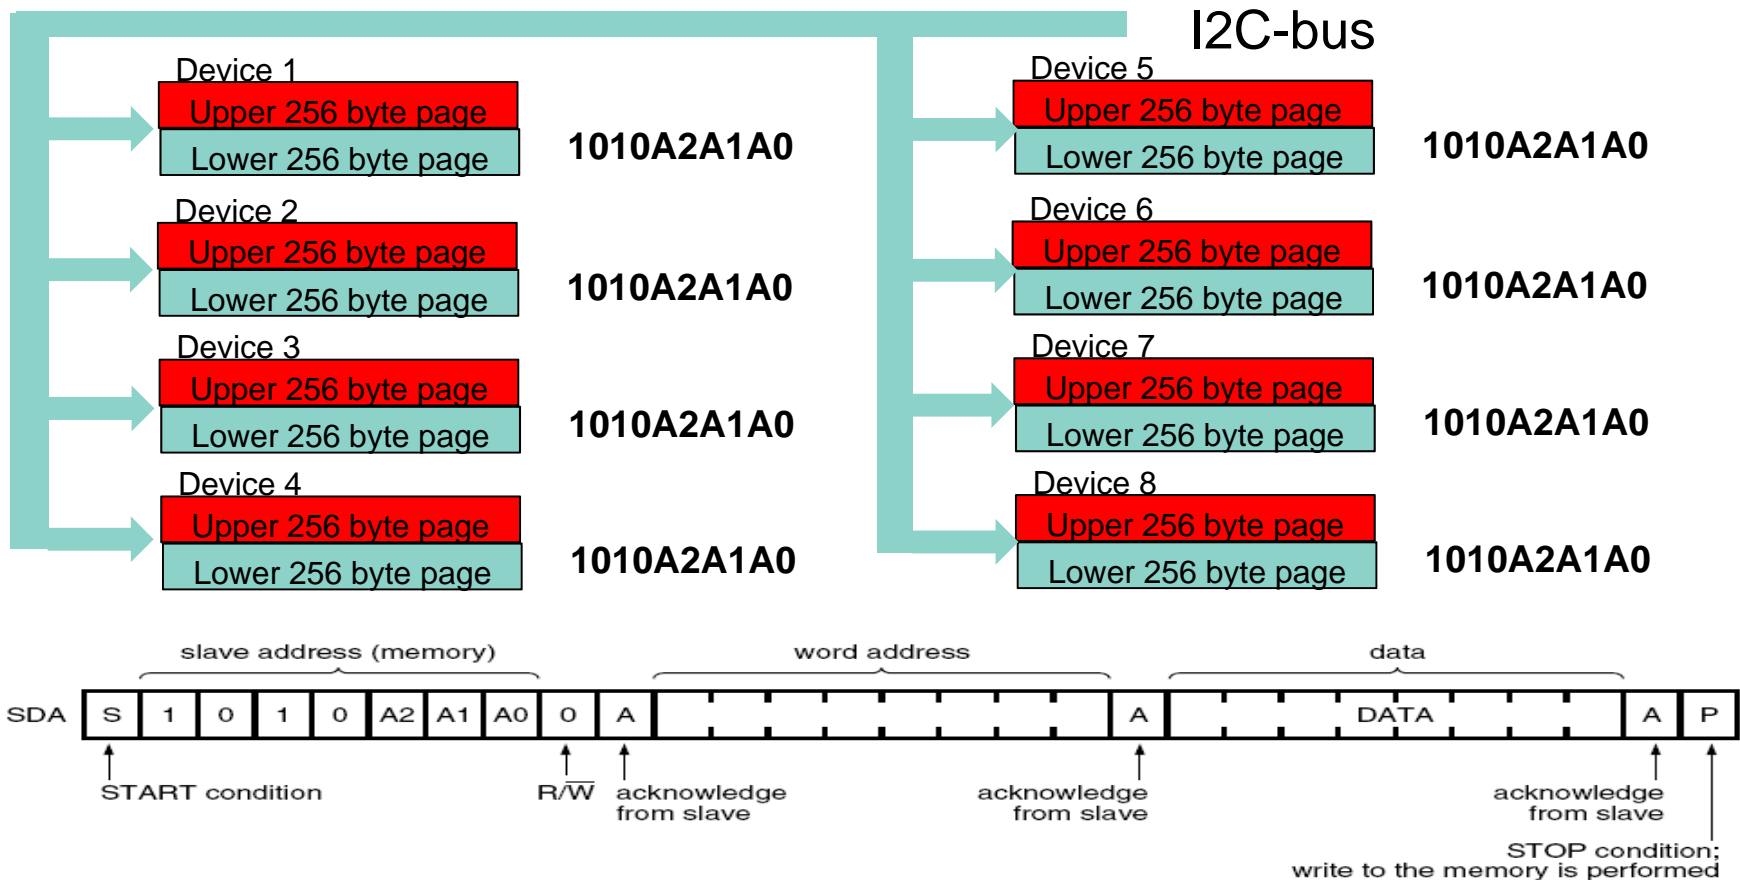 I2C-bus
Device 1
Upper 256 byte page
Lower 256 byte page
1010A2A1A0
Device 2
Upper 256 byte page
Lower 256 byte page
1010A2A1A0
Device 3
Upper 256 byte page
Lower 256 byte page
1010A2A1A0
Device 4
Upper 256 byte page
Lower 256 byte page
1010A2A1A0
Device 5
Upper 256 byte page
Lower 256 byte page
1010A2A1A0
Device 6
Upper 256 byte page
Lower 256 byte page
1010A2A1A0
Device 7
Upper 256 byte page
Lower 256 byte page
1010A2A1A0
Device 8
Upper 256 byte page
Lower 256 byte page
1010A2A1A0
slave address (memory) word address data
SDA S 1 0 1 0 A2 A1 A0 0 A A DATA A P
START condition R/W̅ acknowledge acknowledge acknowledge
from slave from slave from slave
STOP condition;
write to the memory is performed